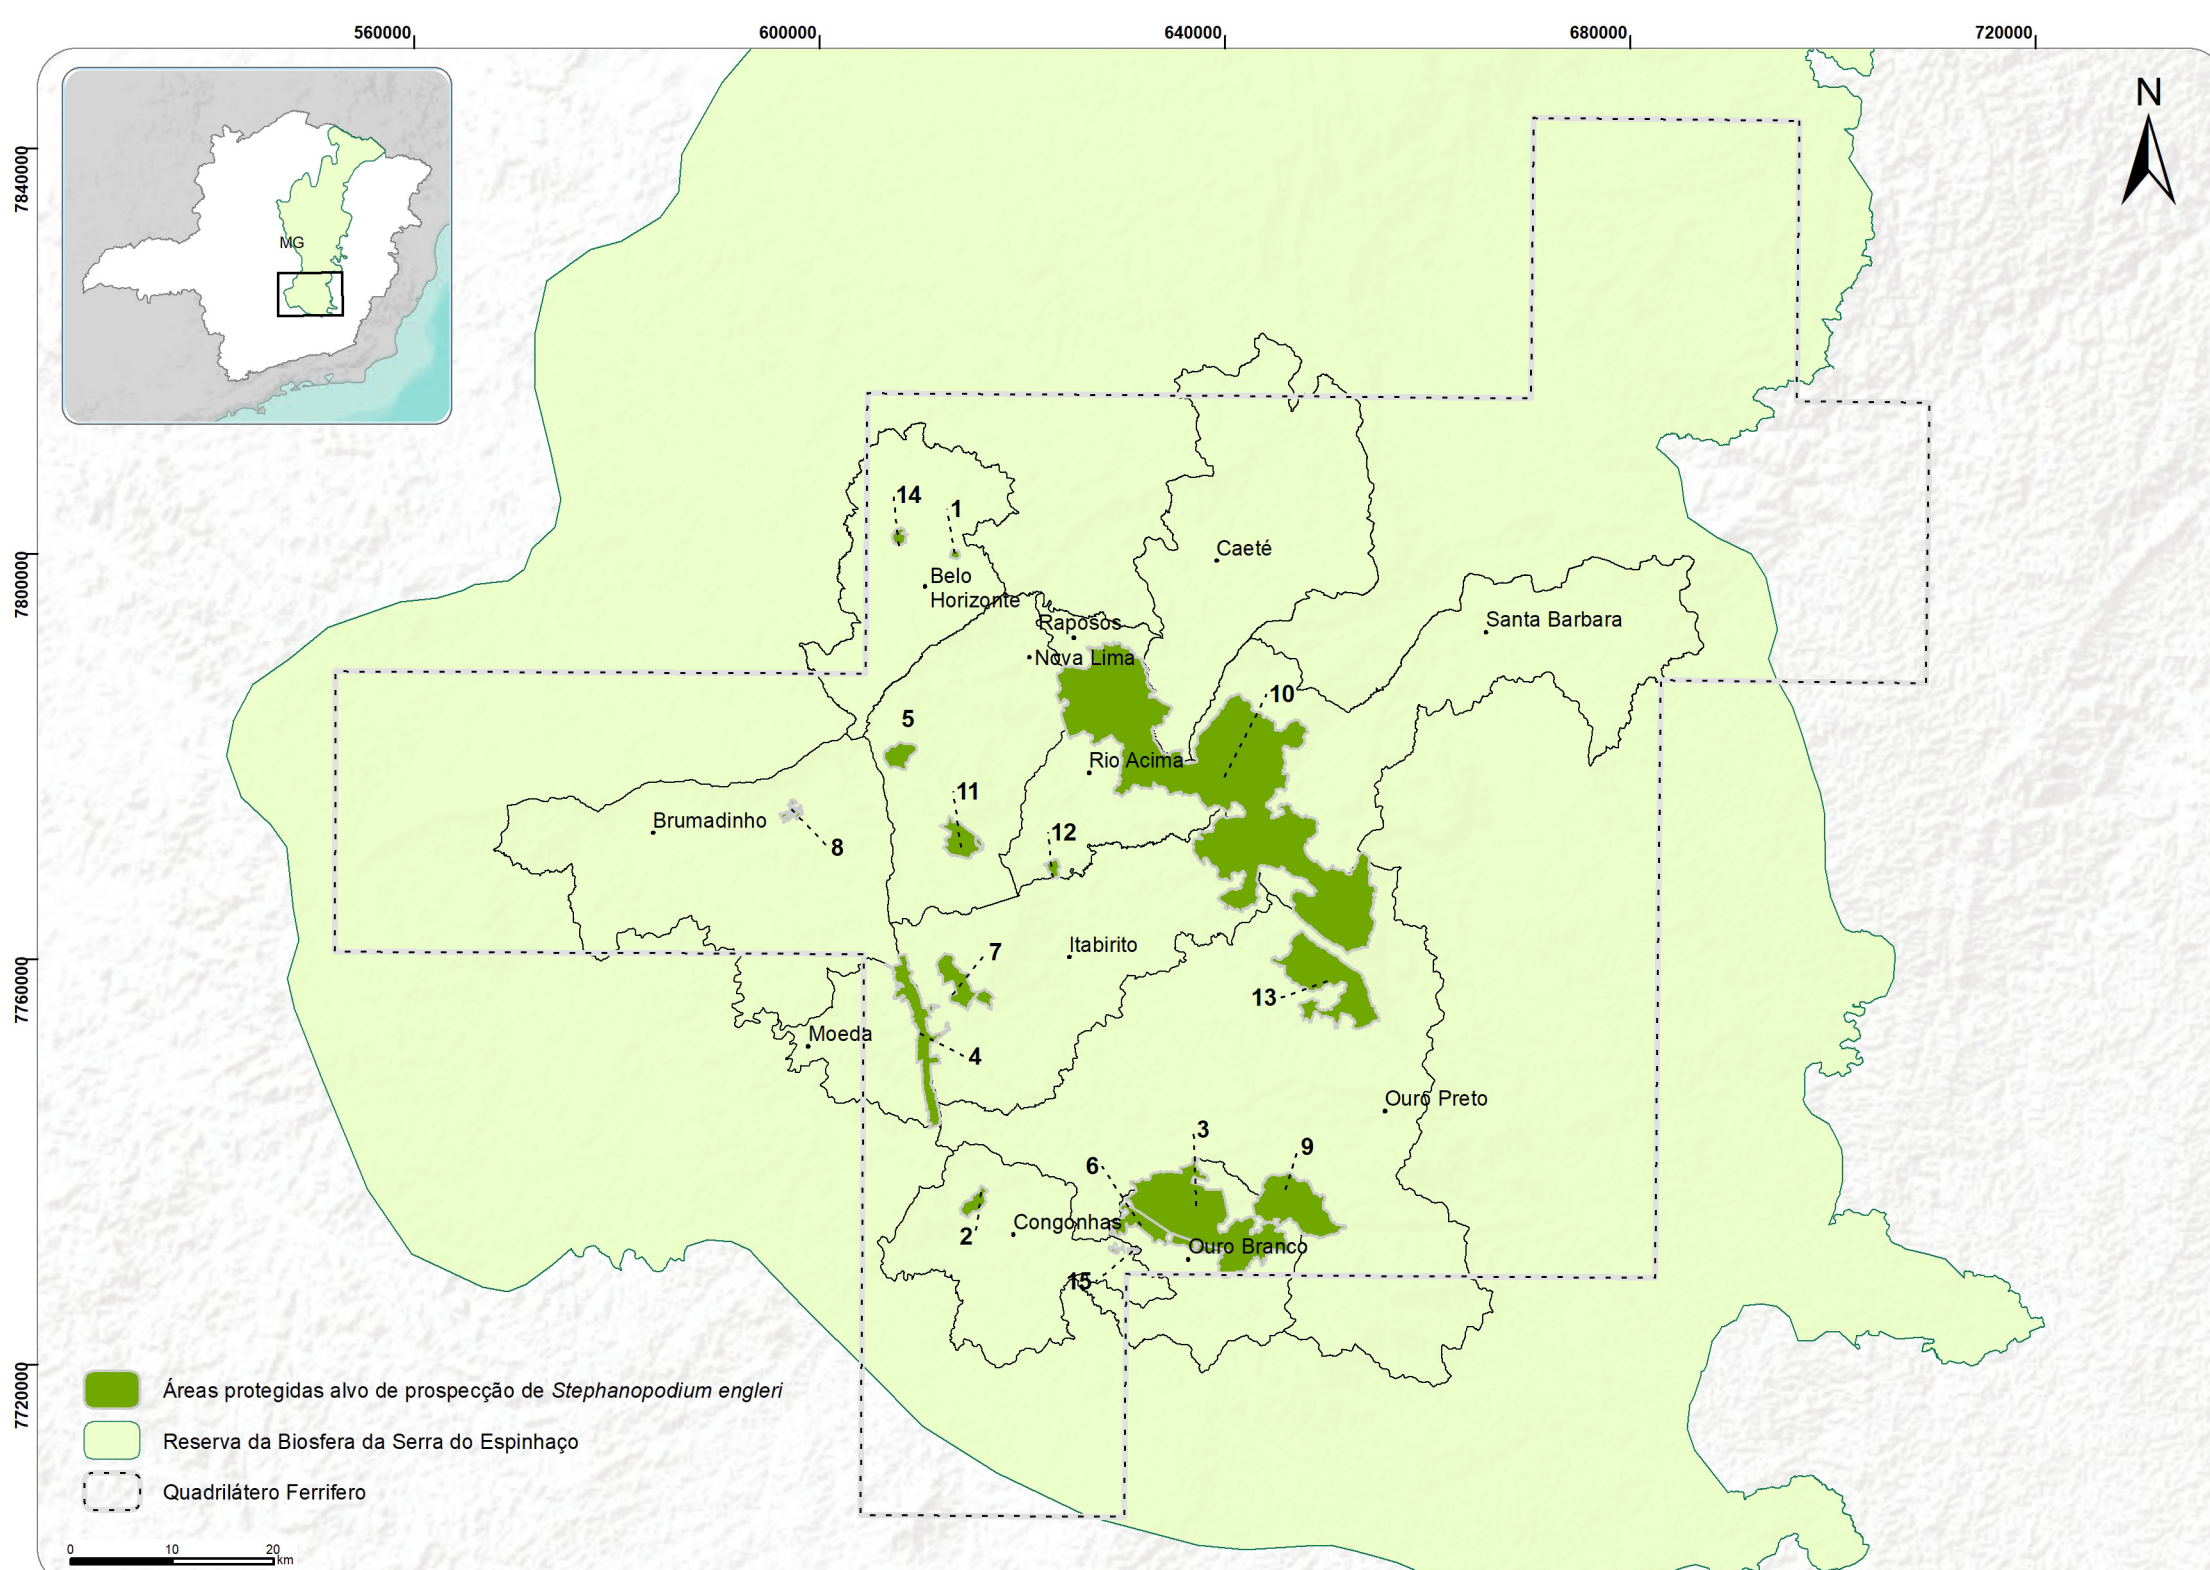 560000
600000
640000
680000
720000
N
7840000
MG
14
1
Caeté
7800000
Belo
Horizonte
Raposos
Santa Barbara
Nova Lima
10
5
Rio Acima
11
Brumadinho
12
8
Itabirito
7
7760000
13
Moeda
4
Ouro Preto
3
9
6
Congonhas
2
Ouro Branco
15
7720000
Áreas protegidas alvo de prospecção de Stephanopodium engleri
Reserva da Biosfera da Serra do Espinhaço
Quadrilátero Ferrifero
0 10 20
km